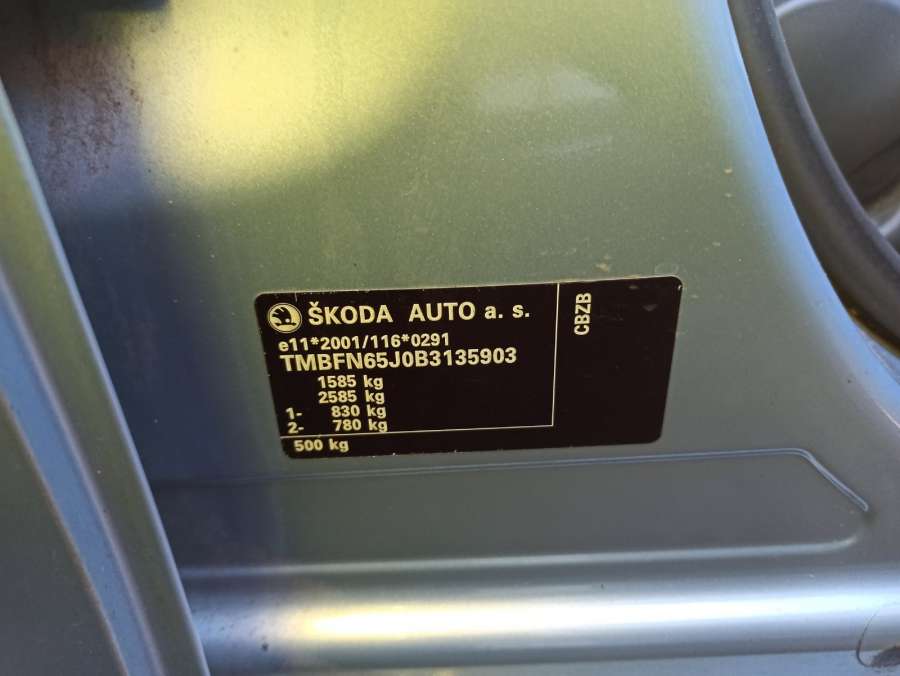 ŠKODA AUTO a. s.
e11*2001/116*0291
TMBFN65J0B3135903
1585 kg
2585 kg
1- 830 kg
2- 780 kg
500 kg
CBZB